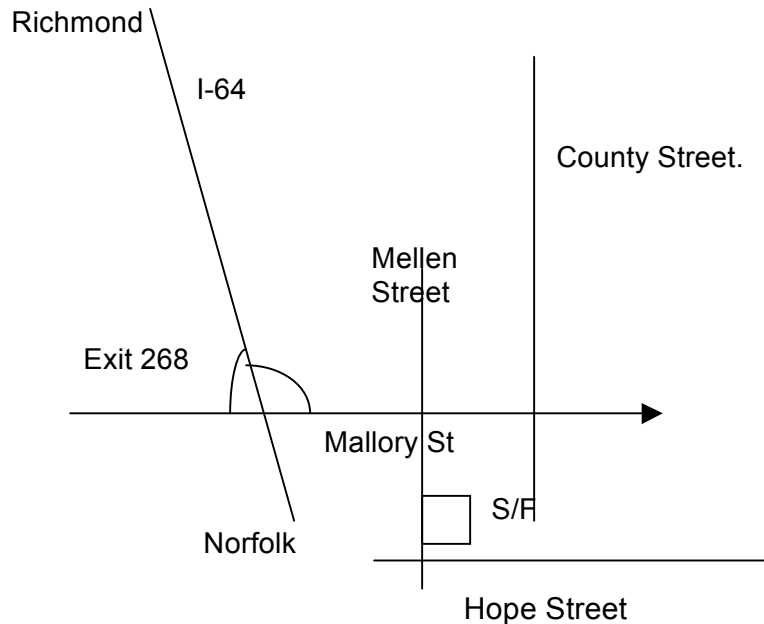 Richmond
I-64
County Street.
Mellen
Street
Exit 268
Mallory St
S/F
Norfolk
Hope Street